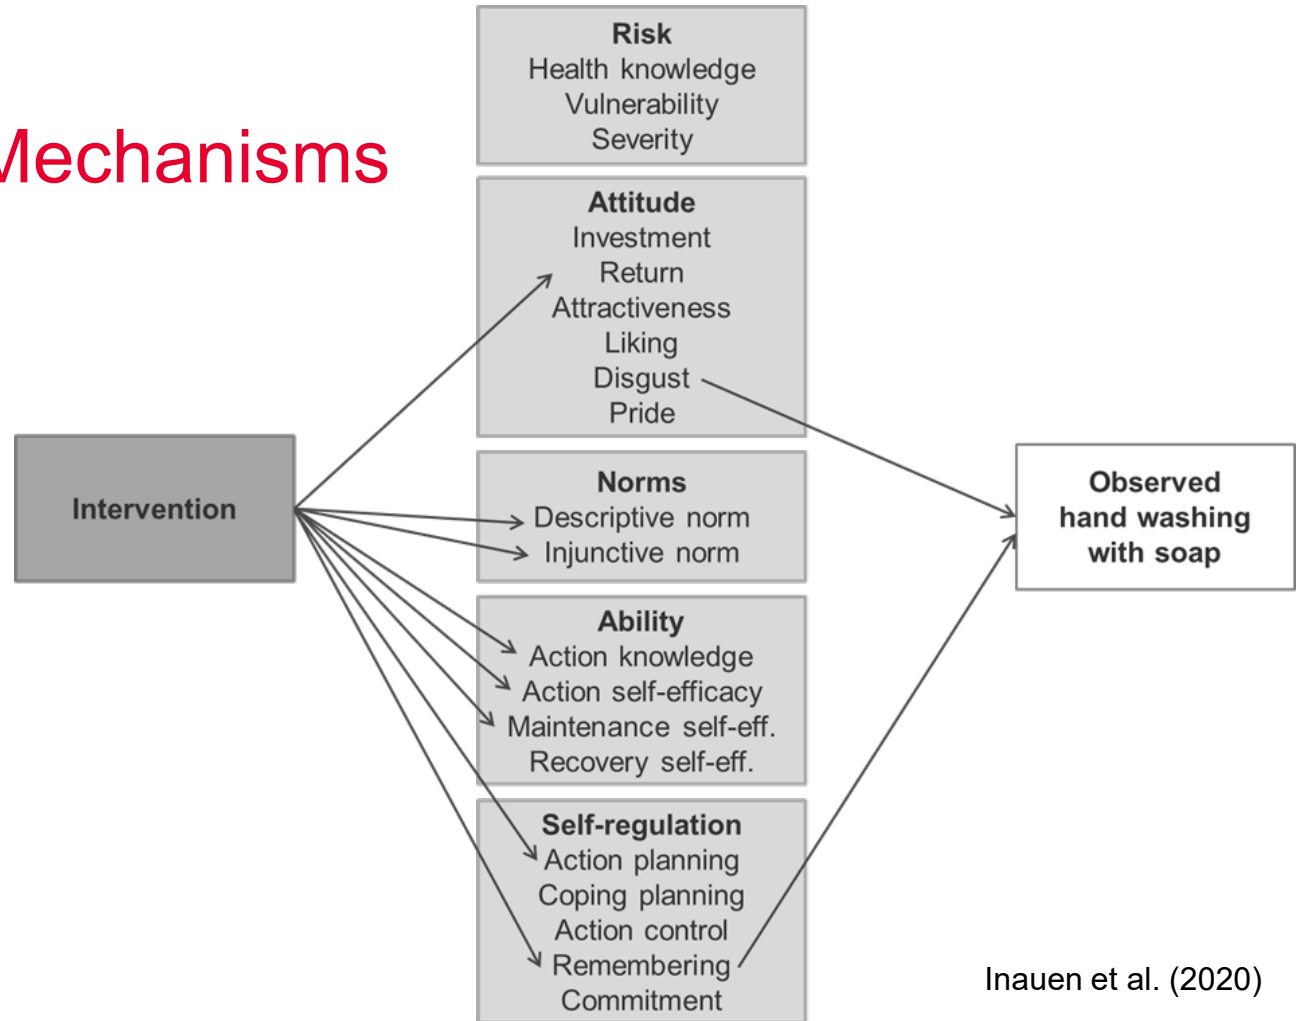 Mechanisms
Risk
Health knowledge
Vulnerability
Severity
Attitude
Investment
Return
Attractiveness
Liking
Disgust
Pride
Intervention
Norms
Descriptive norm
Injunctive norm
Observed
hand washing
with soap
Ability
Action knowledge
Action self-efficacy
Maintenance self-eff.
Recovery self-eff.
Self-regulation
Action planning
Coping planning
Action control
Remembering
Commitment
Inauen et al. (2020)